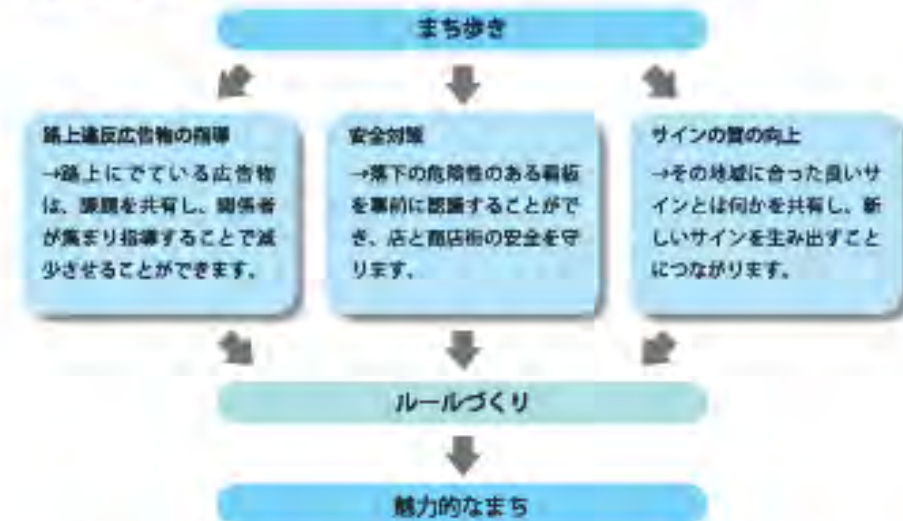 まち歩き
路上違反広告物の指導
→路上にでている広告物
は、課題を共有し、関係者
が集まり指導することで減
少させることができます。
安全対策
→落下の危険性のある看板
を事前に認識することがで
き、店と商店街の安全を守
ります。
サインの質の向上
→その地域に合った良いサ
インとは何かを共有し、新
しいサインを生み出すこと
につながります。
ルールづくり
魅力的なまち